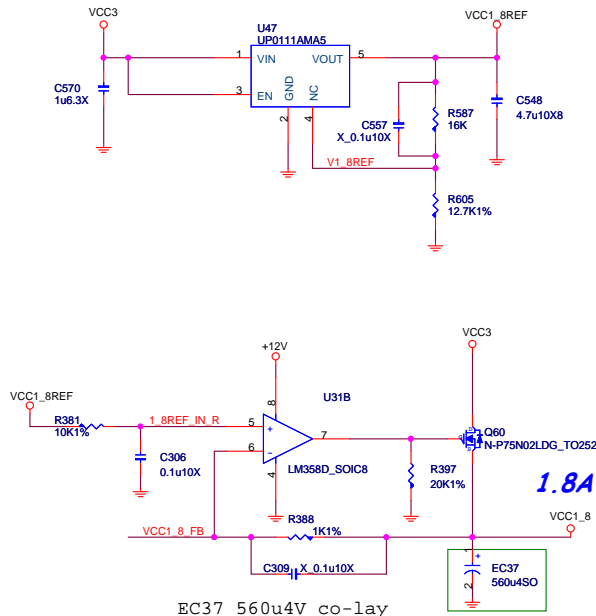 VCC3
VCC1_8REF
U47
UP0111AMA5
1
VIN
VOUT
5
3
EN
GND
NC
2
4
C570
1u6.3X
C557
X_0.1u10X
R587
16K
C548
4.7u10X8
V1_8REF
R605
12.7K1%
VCC3
+12V
U31B
VCC1_8REF
R381
10K1%
1_8REF_IN_R
5
+
6
-
8
7
4
LM358D_SOIC8
C306
0.1u10X
Q60
N-P75N02LDG_TO252
R397
20K1%
1.8A
VCC1_8_FB
R388
1K1%
C309
X_0.1u10X
VCC1_8
1
+
2
EC37
560u4SO
EC37 560u4V co-lay